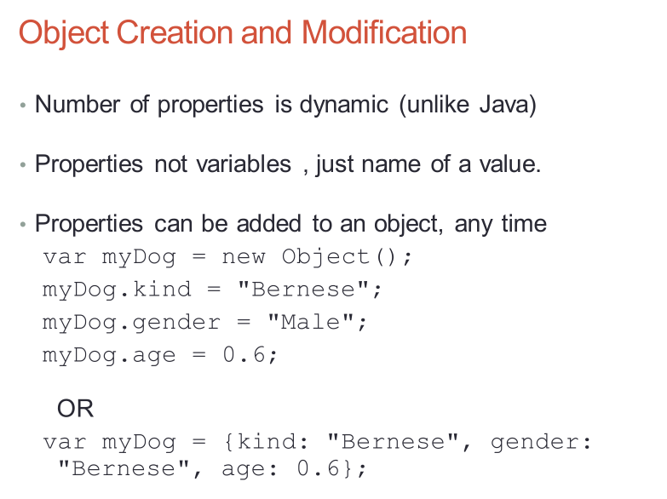 Object Creation and Modification
• Number of properties is dynamic (unlike Java)
• Properties not variables , just name of a value.
• Properties can be added to an object, any time
var myDog = new Object();
myDog.kind = "Bernese";
myDog.gender = "Male";
myDog.age = 0.6;
OR
var myDog = {kind: "Bernese", gender:
"Bernese", age: 0.6};